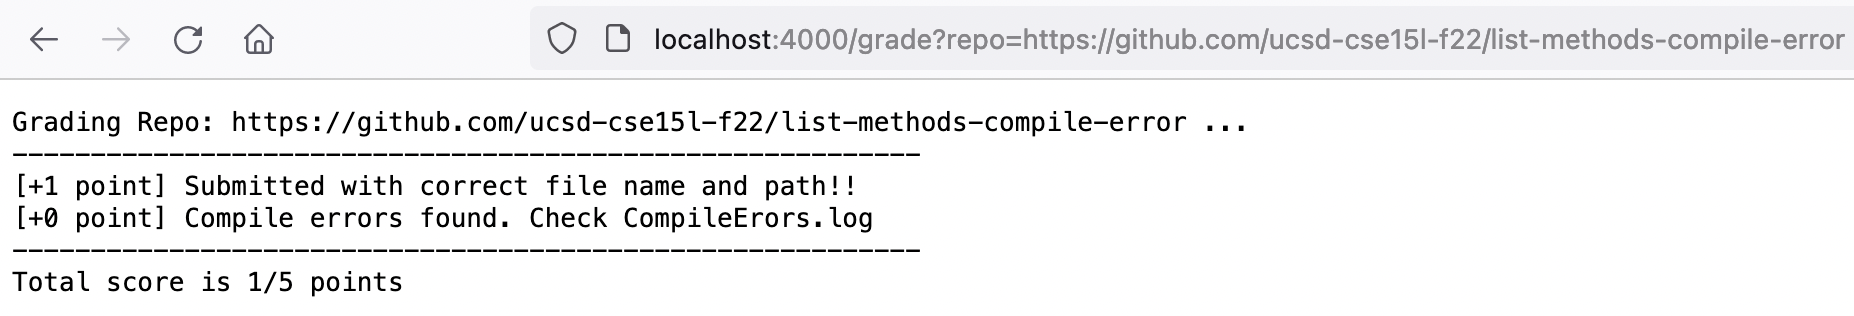 localhost:4000/grade?repo=https://github.com/ucsd-cse15l-f22/list-methods-compile-error
Grading Repo: https://github.com/ucsd-cse15l-f22/list-methods-compile-error ...
----------------------------------------------------------
[+1 point] Submitted with correct file name and path!!
[+0 point] Compile errors found. Check CompileErors.log
----------------------------------------------------------
Total score is 1/5 points